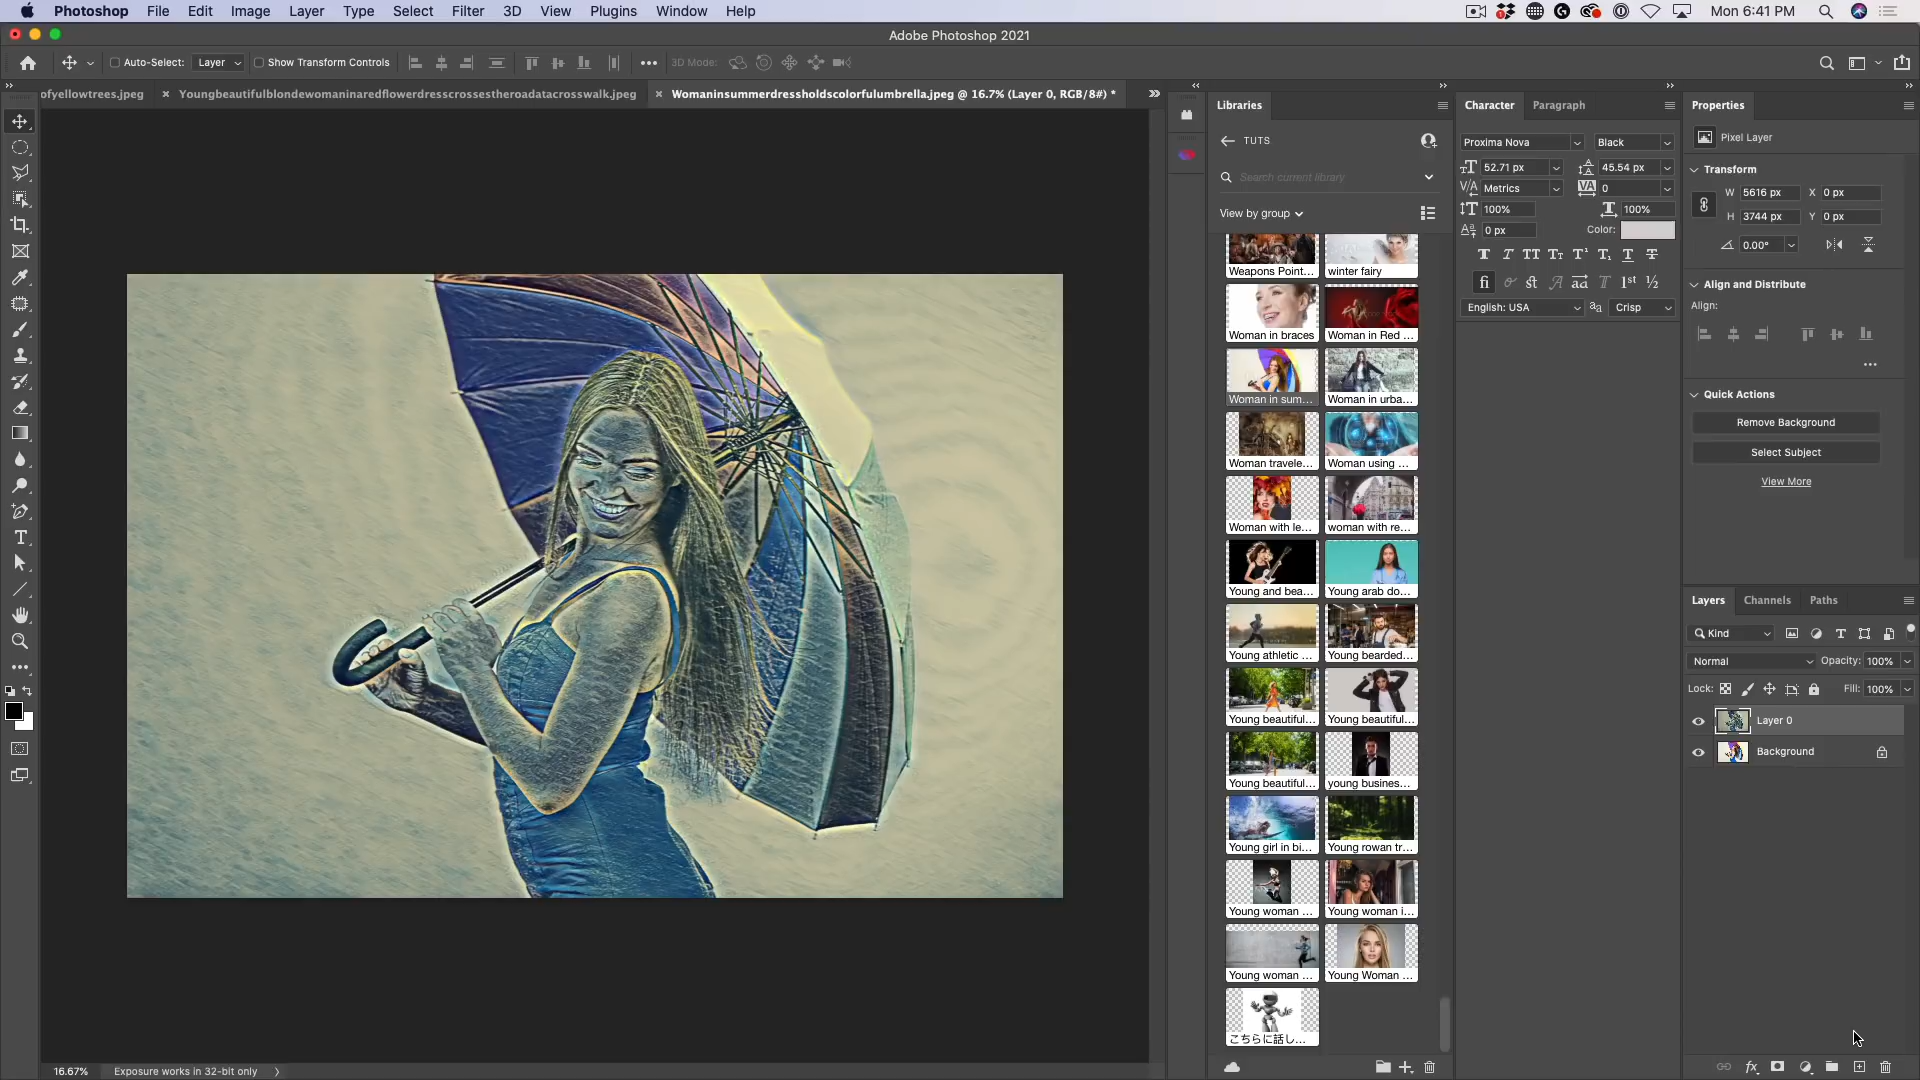 Photoshop File Edit Image Layer Type Select Filter 3D View Plugins Window Help Mon 6:41 PM
Adobe Photoshop 2021
Auto-Select: Layer Show Transform Controls 3D Mode:
ofyellowtrees.jpeg Youngbeautifulblondewomaninaredflowerdresscrossestheroadatacrosswalk.jpeg Womaninsummerdressholdscolorfulumbrella.jpeg @ 16.7% (Layer 0, RGB/8#) *
Libraries
TUTS
Search current library
View by group
Weapons Point... winter fairy
Woman in braces Woman in Red ...
Woman in sum... Woman in urba...
Woman travele... Woman using ...
Woman with le... woman with re...
Young and bea... Young arab do...
Young athletic ... Young bearded...
Young beautiful... Young beautiful...
Young beautiful... young busines...
Young girl in bi... Young rowan tr...
Young woman ... Young woman i...
Young woman ... Young Woman ...
こちらに話し...
Character Paragraph
Proxima Nova Black
52.71 px 45.54 px
Metrics 0
100% 100%
0 px Color:
English: USA Crisp
Properties
Pixel Layer
Transform
W 5616 px X 0 px
H 3744 px Y 0 px
0.00°
Align and Distribute
Align:
Quick Actions
Remove Background
Select Subject
View More
Layers Channels Paths
Kind
Normal Opacity: 100%
Lock: Fill: 100%
Layer 0
Background
16.67% Exposure works in 32-bit only